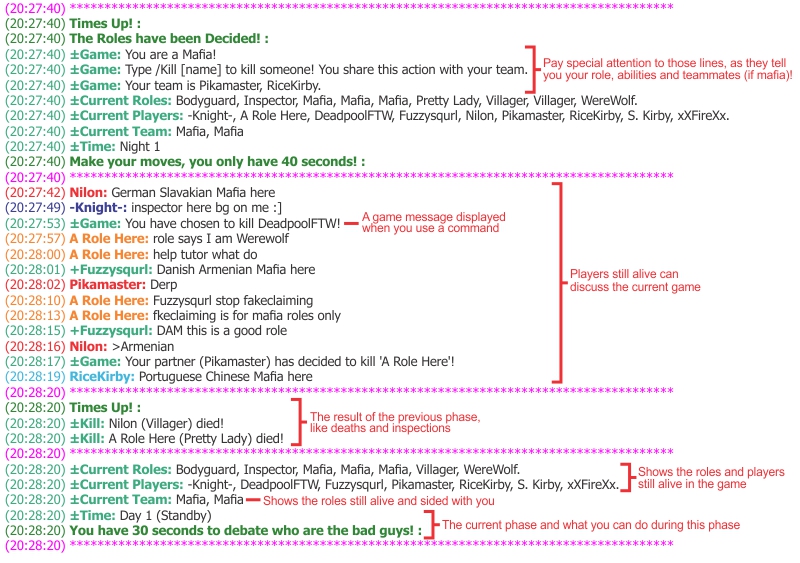 (20:27:40) *******************************************************************************
(20:27:40) Times Up! :
(20:27:40) The Roles have been Decided! :
(20:27:40) ±Game: You are a Mafia!
(20:27:40) ±Game: Type /Kill [name] to kill someone! You share this action with your team.
(20:27:40) ±Game: Your team is Pikamaster, RiceKirby.
Pay special attention to those lines, as they tell
you your role, abilities and teammates (if mafia)!
(20:27:40) ±Current Roles: Bodyguard, Inspector, Mafia, Mafia, Mafia, Pretty Lady, Villager, Villager, WereWolf.
(20:27:40) ±Current Players: -Knight-, A Role Here, DeadpoolFTW, Fuzzysqurl, Nilon, Pikamaster, RiceKirby, S. Kirby, xXFireXx.
(20:27:40) ±Current Team: Mafia, Mafia
(20:27:40) ±Time: Night 1
(20:27:40) Make your moves, you only have 40 seconds! :
(20:27:40) *******************************************************************************
(20:27:42) Nilon: German Slavakian Mafia here
(20:27:49) -Knight-: inspector here bg on me :]
(20:27:53) ±Game: You have chosen to kill DeadpoolFTW!
A game message displayed
when you use a command
(20:27:57) A Role Here: role says I am Werewolf
(20:28:00) A Role Here: help tutor what do
(20:28:01) +Fuzzysqurl: Danish Armenian Mafia here
(20:28:02) Pikamaster: Derp
(20:28:10) A Role Here: Fuzzysqurl stop fakeclaiming
(20:28:13) A Role Here: fkeclaiming is for mafia roles only
(20:28:15) +Fuzzysqurl: DAM this is a good role
(20:28:16) Nilon: >Armenian
(20:28:17) ±Game: Your partner (Pikamaster) has decided to kill 'A Role Here'!
(20:28:19) RiceKirby: Portuguese Chinese Mafia here
Players still alive can
discuss the current game
(20:28:20) *******************************************************************************
(20:28:20) Times Up! :
(20:28:20) ±Kill: Nilon (Villager) died!
(20:28:20) ±Kill: A Role Here (Pretty Lady) died!
The result of the previous phase,
like deaths and inspections
(20:28:20) *******************************************************************************
(20:28:20) ±Current Roles: Bodyguard, Inspector, Mafia, Mafia, Mafia, Villager, WereWolf.
(20:28:20) ±Current Players: -Knight-, DeadpoolFTW, Fuzzysqurl, Pikamaster, RiceKirby, S. Kirby, xXFireXx.
Shows the roles and players
still alive in the game
(20:28:20) ±Current Team: Mafia, Mafia
Shows the roles still alive and sided with you
(20:28:20) ±Time: Day 1 (Standby)
(20:28:20) You have 30 seconds to debate who are the bad guys! :
The current phase and what you can do during this phase
(20:28:20) *******************************************************************************